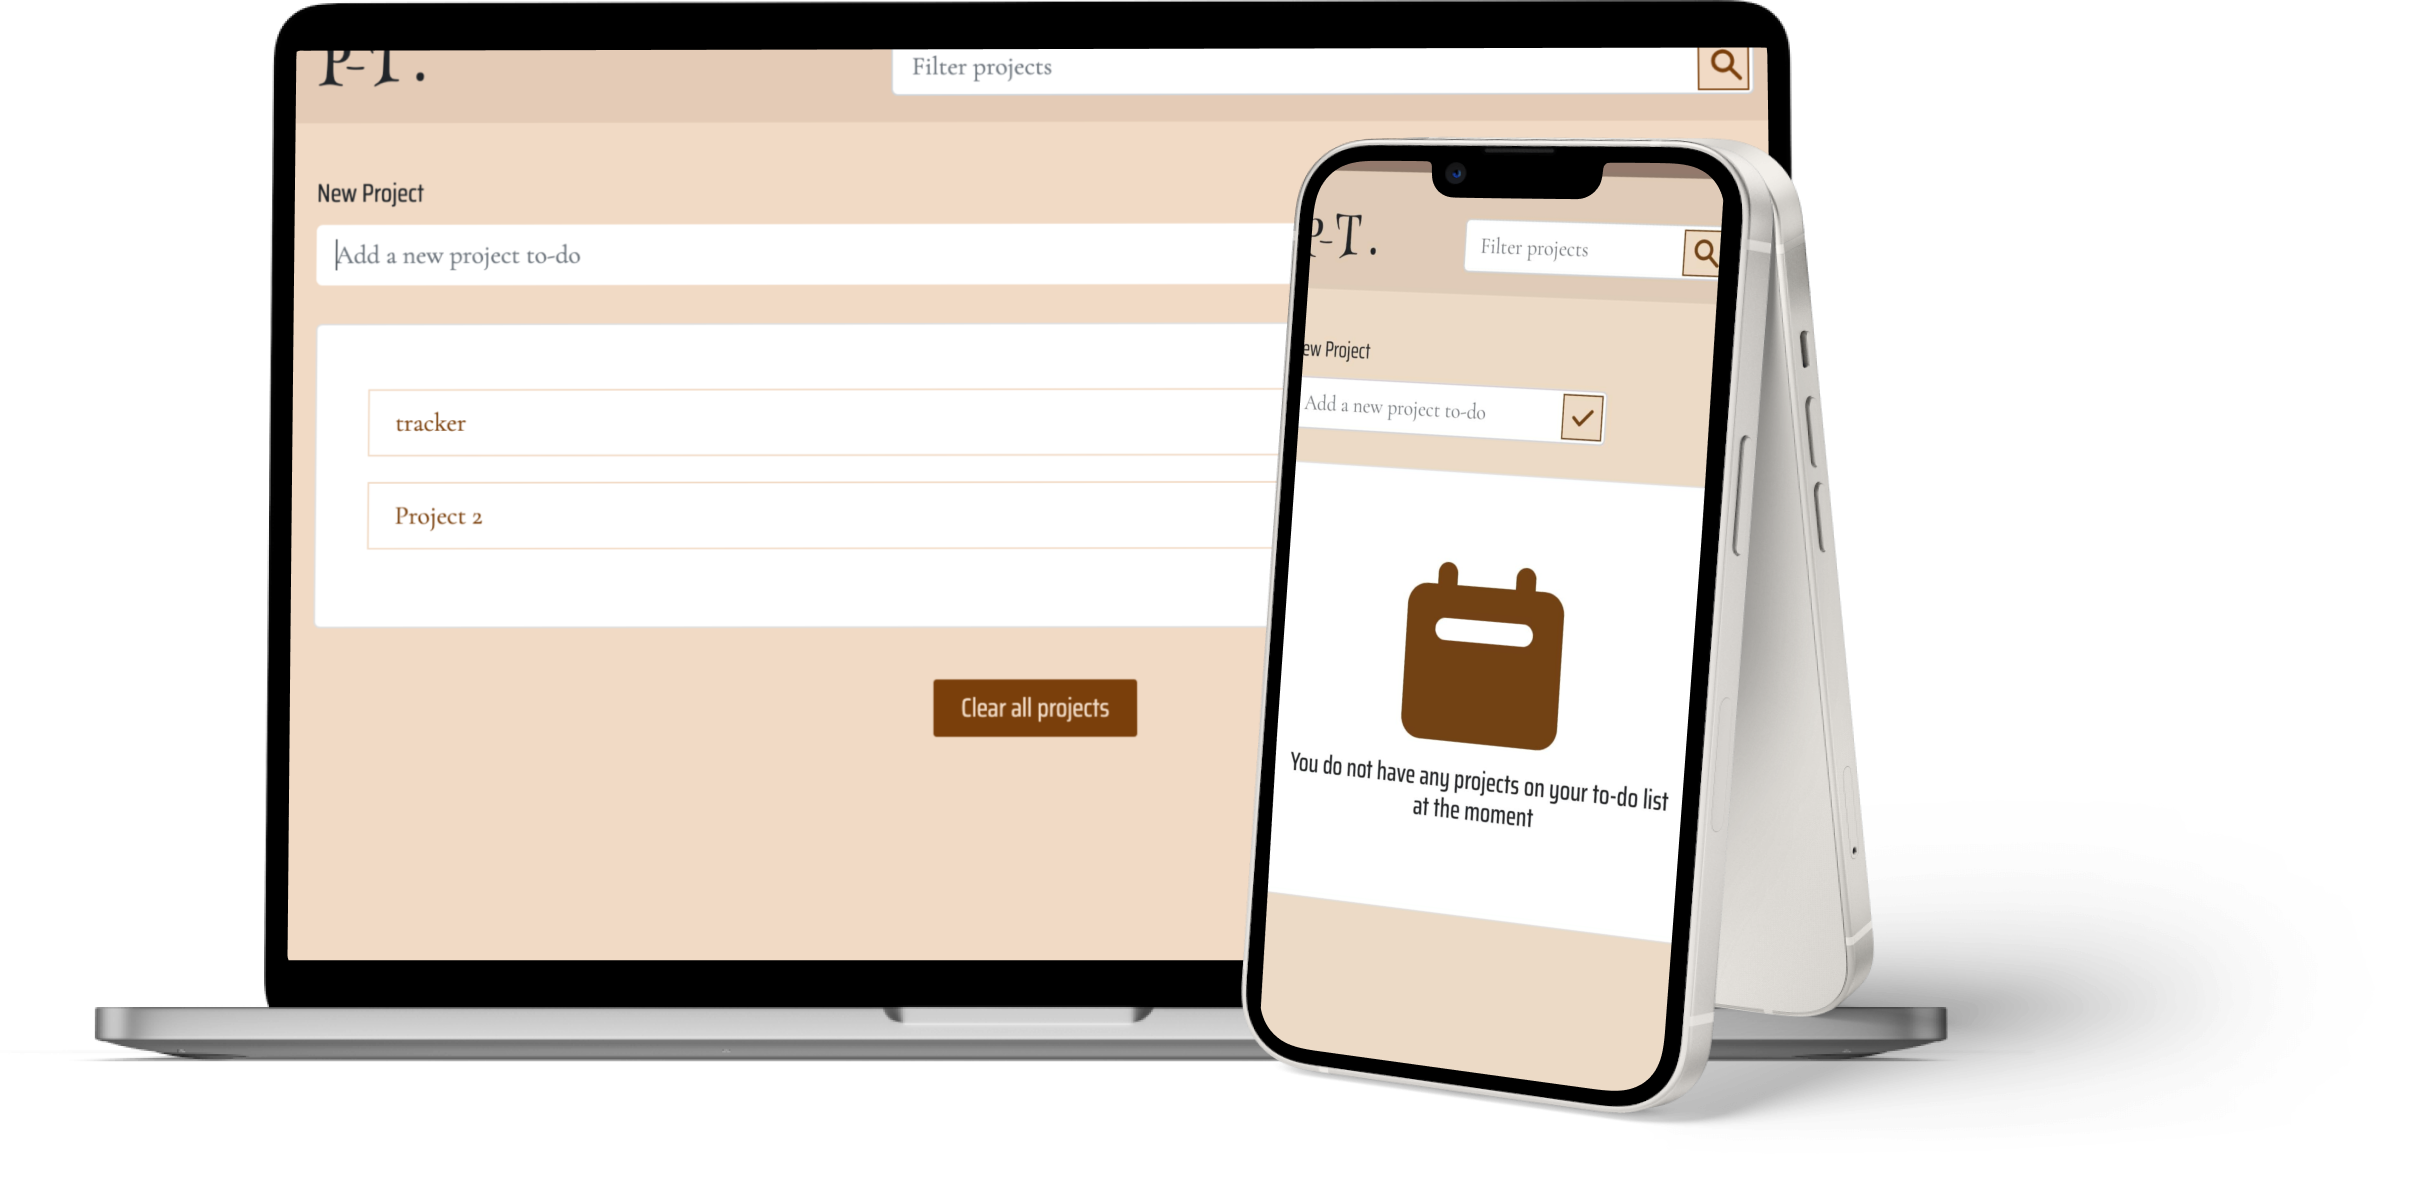 P-T.
Filter projects
New Project
Add a new project to-do
tracker
Project 2
Clear all projects
P-T.
Filter projects
ew Project
Add a new project to-do
You do not have any projects on your to-do list
at the moment